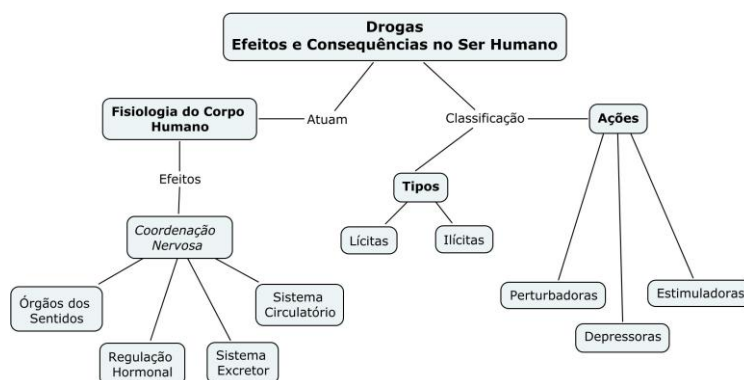 Drogas
Efeitos e Consequências no Ser Humano
Fisiologia do Corpo
Humano
Atuam
Classificação
Ações
Efeitos
Tipos
Coordenação
Nervosa
Lícitas
Ilícitas
Órgãos dos
Sentidos
Regulação
Hormonal
Sistema
Excretor
Sistema
Circulatório
Perturbadoras
Depressoras
Estimuladoras